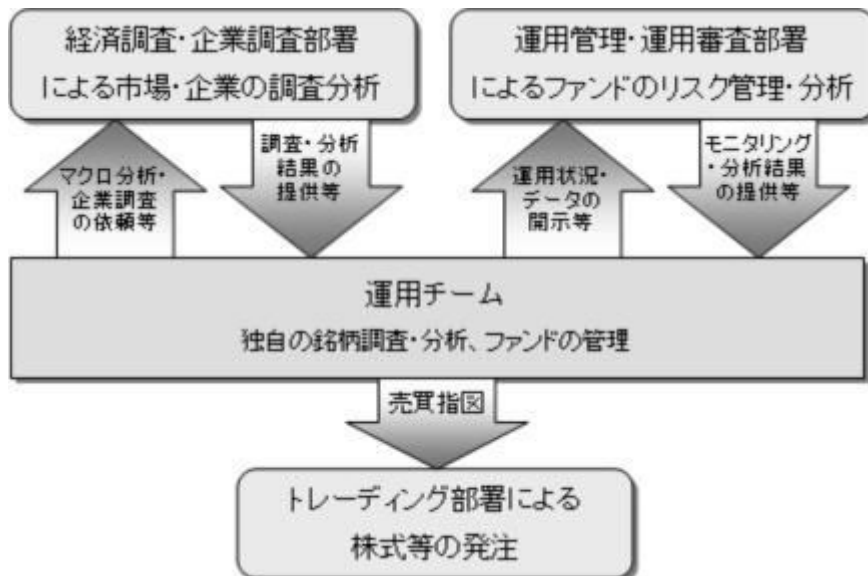 経済調査・企業調査部署
による市場・企業の調査分析
運用管理・運用審査部署
によるファンドのリスク管理・分析
マクロ分析・
企業調査
の依頼等
調査・分析
結果の
提供等
運用状況・
データの
開示等
モニタリング
・分析結果
の提供等
運用チーム
独自の銘柄調査・分析、ファンドの管理
売買指図
トレーディング部署による
株式等の発注